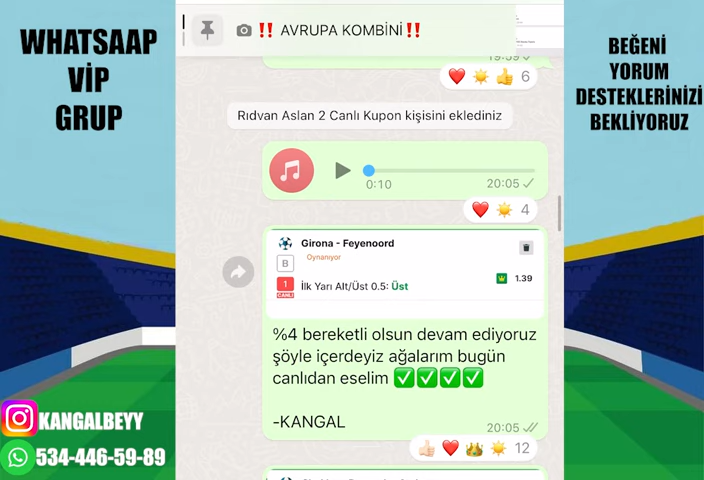 WHATSAAP
VİP
GRUP
BEĞENİ
YORUM
DESTEKLERİNİZİ
BEKLİYORUZ
‼️ AVRUPA KOMBİNİ‼️
19:59
❤️☀️👍 6
Rıdvan Aslan 2 Canlı Kupon kişisini eklediniz
0:10
20:05
❤️☀️ 4
Girona - Feyenoord
Oynanıyor
B
1
CANLI
İlk Yarı Alt/Üst 0.5: Üst
1.39
%4 bereketli olsun devam ediyoruz
şöyle içerdeyiz ağalarım bugün
canlıdan eselim ✅✅✅✅
-KANGAL
20:05
👍🏻❤️👑☀️ 12
KANGALBEYY
534-446-59-89